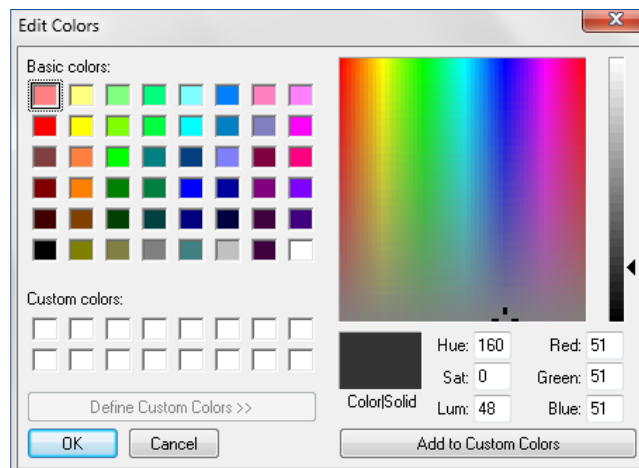 Edit Colors
Basic colors:
Custom colors:
Define Custom Colors >>
OK
Cancel
Color|Solid
Hue: 160
Sat: 0
Lum: 48
Red: 51
Green: 51
Blue: 51
Add to Custom Colors